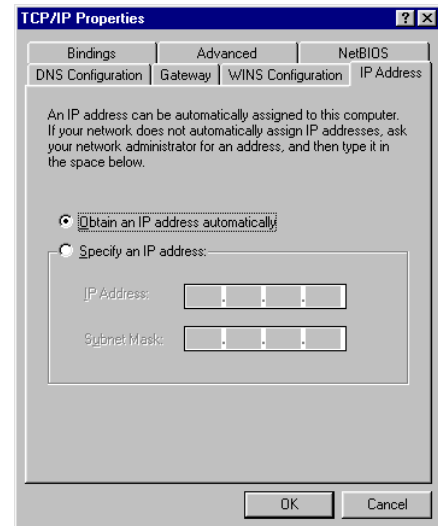 TCP/IP Properties
Bindings Advanced NetBIOS
DNS Configuration Gateway WINS Configuration IP Address
An IP address can be automatically assigned to this computer.
If your network does not automatically assign IP addresses, ask
your network administrator for an address, and then type it in
the space below.
Obtain an IP address automatically
Specify an IP address:
IP Address:
Subnet Mask:
OK Cancel